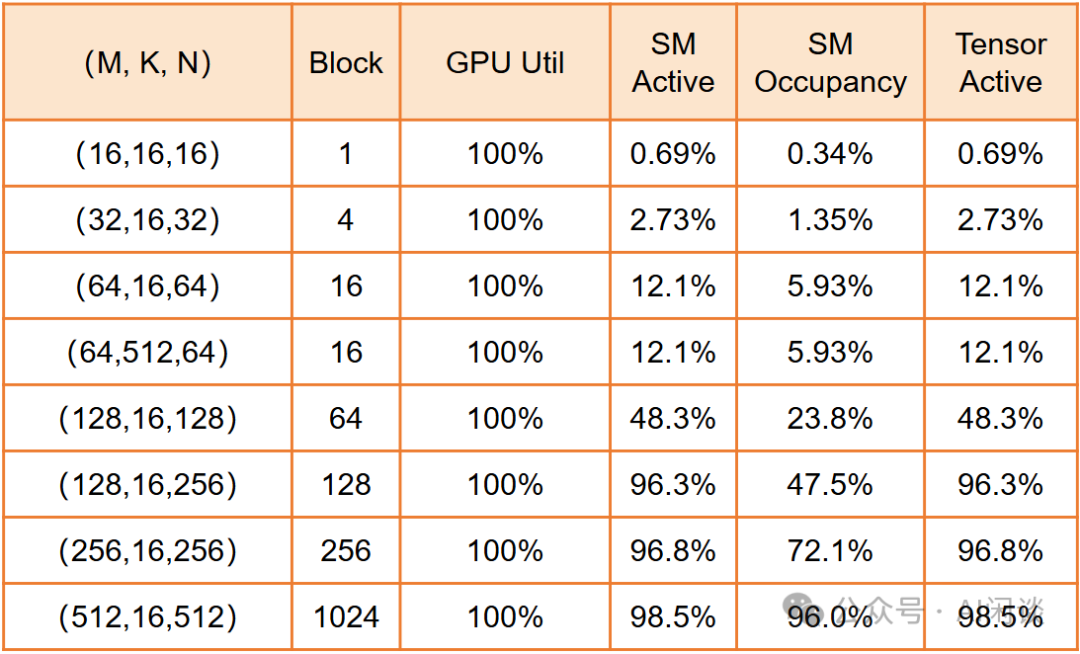 (M, K, N) Block GPU Util SM Active SM Occupancy Tensor Active
(16,16,16) 1 100% 0.69% 0.34% 0.69%
(32,16,32) 4 100% 2.73% 1.35% 2.73%
(64,16,64) 16 100% 12.1% 5.93% 12.1%
(64,512,64) 16 100% 12.1% 5.93% 12.1%
(128,16,128) 64 100% 48.3% 23.8% 48.3%
(128,16,256) 128 100% 96.3% 47.5% 96.3%
(256,16,256) 256 100% 96.8% 72.1% 96.8%
(512,16,512) 1024 100% 98.5% 96.0% 98.5%
公众号 · AI闲谈